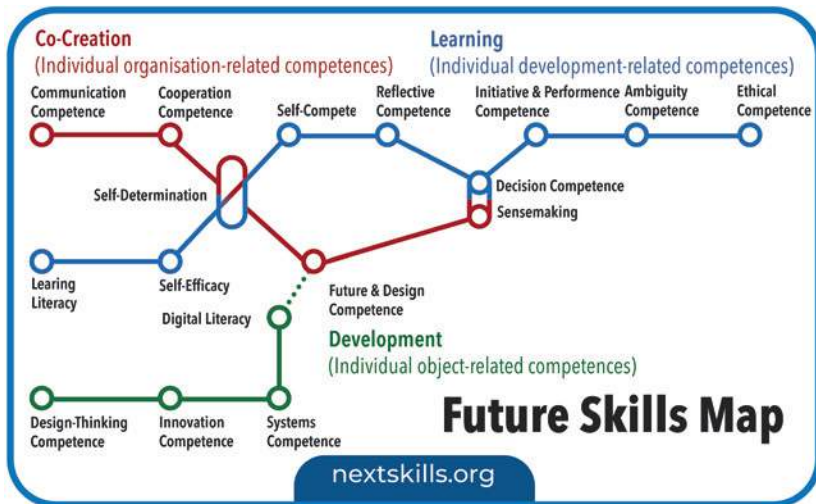 Co-Creation
(Individual organisation-related competences)
Learning
(Individual development-related competences)
Communication
Competence
Cooperation
Competence
Self-Compete
Reflective
Competence
Initiative & Performence
Competence
Ambiguity
Competence
Ethical
Competence
Self-Determination
Decision Competence
Sensemaking
Learing
Literacy
Self-Efficacy
Future & Design
Competence
Digital Literacy
Development
(Individual object-related competences)
Design-Thinking
Competence
Innovation
Competence
Systems
Competence
Future Skills Map
nextskills.org